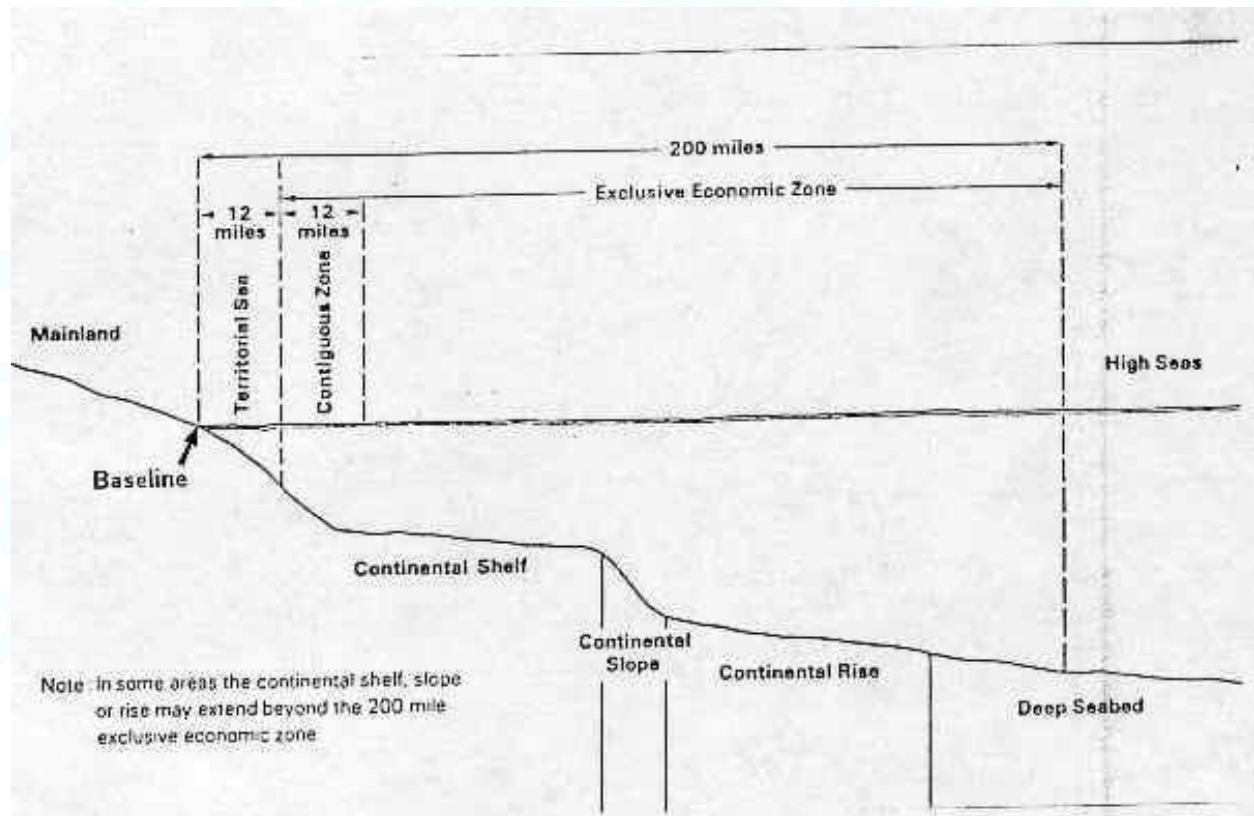 200 miles
Exclusive Economic Zone
12
miles
12
miles
Territorial Sea
Contiguous Zone
Mainland
High Seas
Baseline
Continental Shelf
Continental
Slope
Continental Rise
Deep Seabed
Note: In some areas the continental shelf, slope
or rise may extend beyond the 200 mile
exclusive economic zone